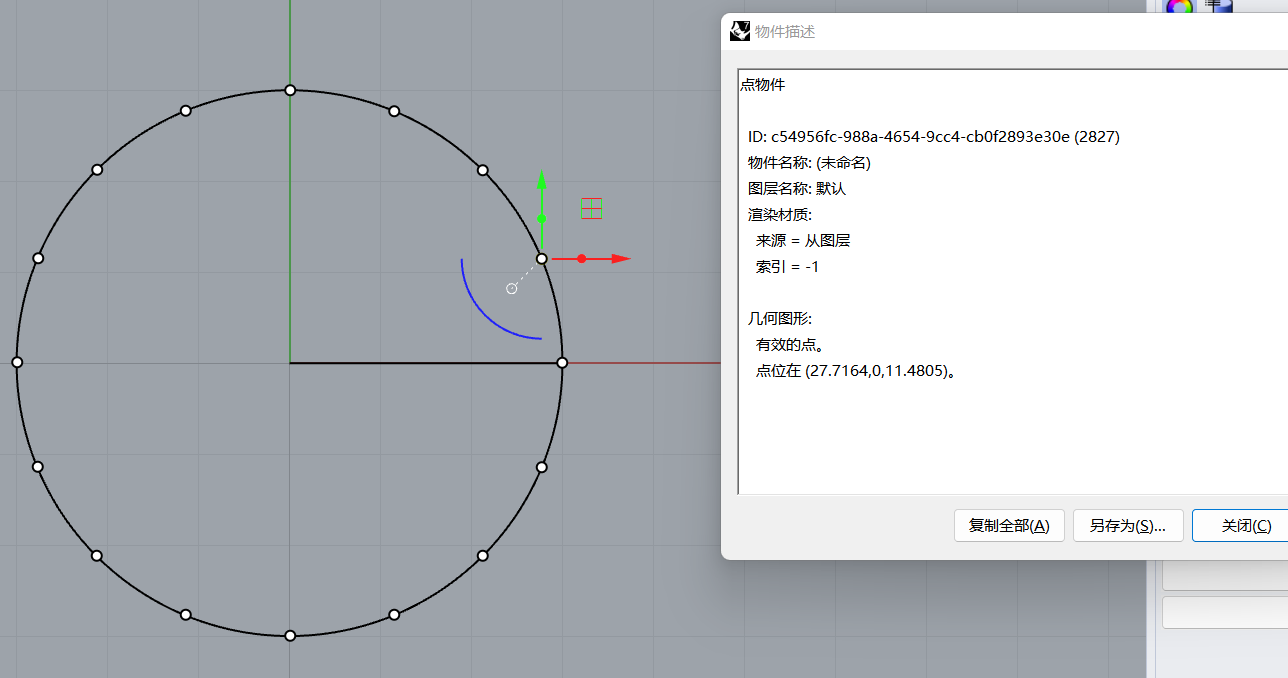 物件描述
点物件
ID: c54956fc-988a-4654-9cc4-cb0f2893e30e (2827)
物件名称: (未命名)
图层名称: 默认
渲染材质:
来源 = 从图层
索引 = -1
几何图形:
有效的点。
点位在 (27.7164,0,11.4805)。
复制全部(A) 另存为(S)... 关闭(C)